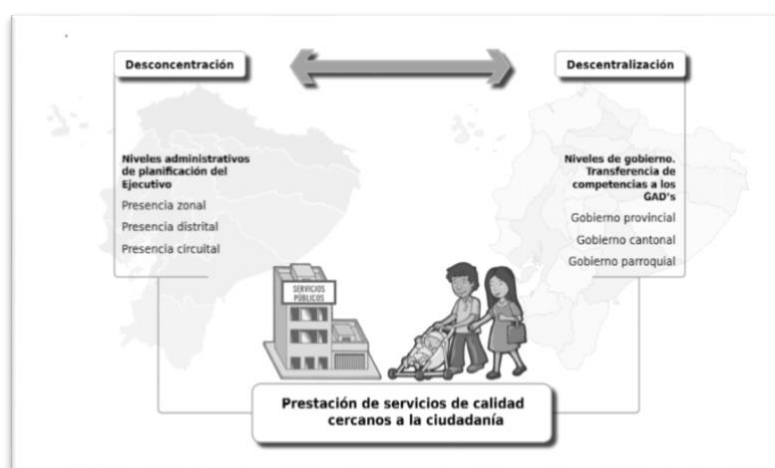 Desconcentración
Descentralización
Niveles administrativos
de planificación del
Ejecutivo
Presencia zonal
Presencia distrital
Presencia circuital
Niveles de gobierno.
Transferencia de
competencias a los
GAD's
Gobierno provincial
Gobierno cantonal
Gobierno parroquial
SERVICIOS
PÚBLICOS
Prestación de servicios de calidad
cercanos a la ciudadanía